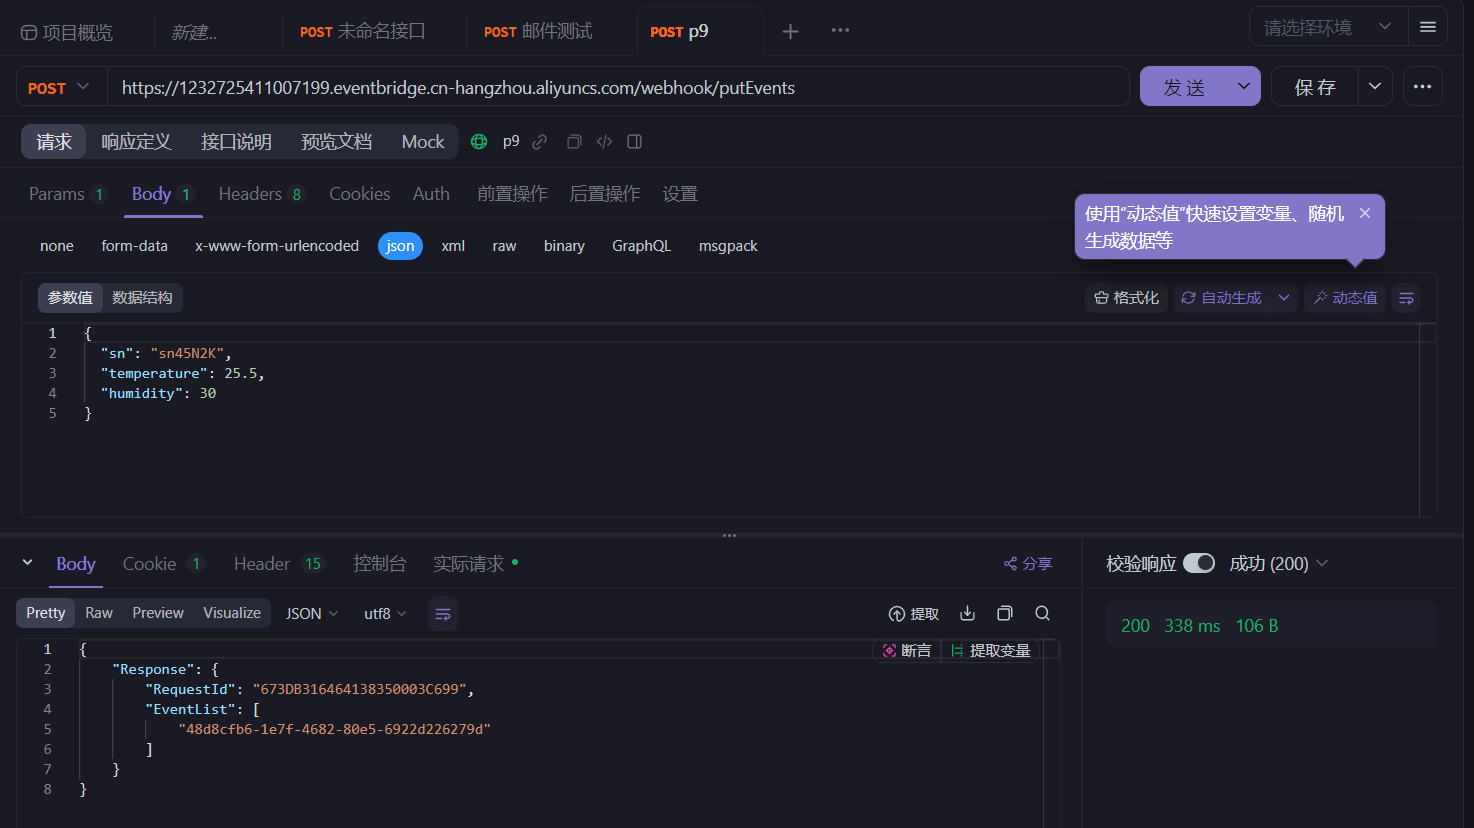 项目概览
新建...
POST 未命名接口
POST 邮件测试
POST p9
请选择环境
POST
https://1232725411007199.eventbridge.cn-hangzhou.aliyuncs.com/webhook/putEvents
发 送
保 存
请求
响应定义
接口说明
预览文档
Mock
p9
Params 1
Body 1
Headers 8
Cookies
Auth
前置操作
后置操作
设置
使用“动态值”快速设置变量、随机
生成数据等
none
form-data
x-www-form-urlencoded
json
xml
raw
binary
GraphQL
msgpack
参数值
数据结构
格式化
自动生成
动态值
1 {
2 "sn": "sn45N2K",
3 "temperature": 25.5,
4 "humidity": 30
5 }
Body
Cookie 1
Header 15
控制台
实际请求
分享
校验响应
成功 (200)
Pretty
Raw
Preview
Visualize
JSON
utf8
提取
200 338 ms 106 B
断言
提取变量
1 {
2 "Response": {
3 "RequestId": "673DB316464138350003C699",
4 "EventList": [
5 "48d8cfb6-1e7f-4682-80e5-6922d226279d"
6 ]
7 }
8 }